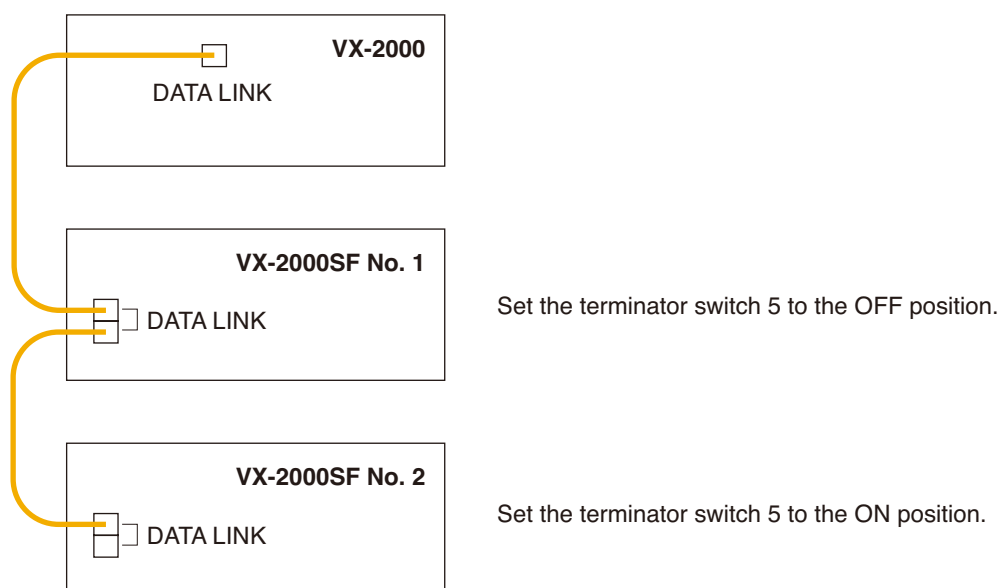 VX-2000
DATA LINK
VX-2000SF No. 1
DATA LINK
Set the terminator switch 5 to the OFF position.
VX-2000SF No. 2
DATA LINK
Set the terminator switch 5 to the ON position.